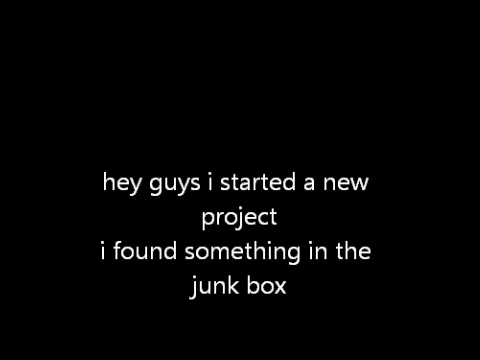 hey guys i started a new
project
i found something in the
junk box